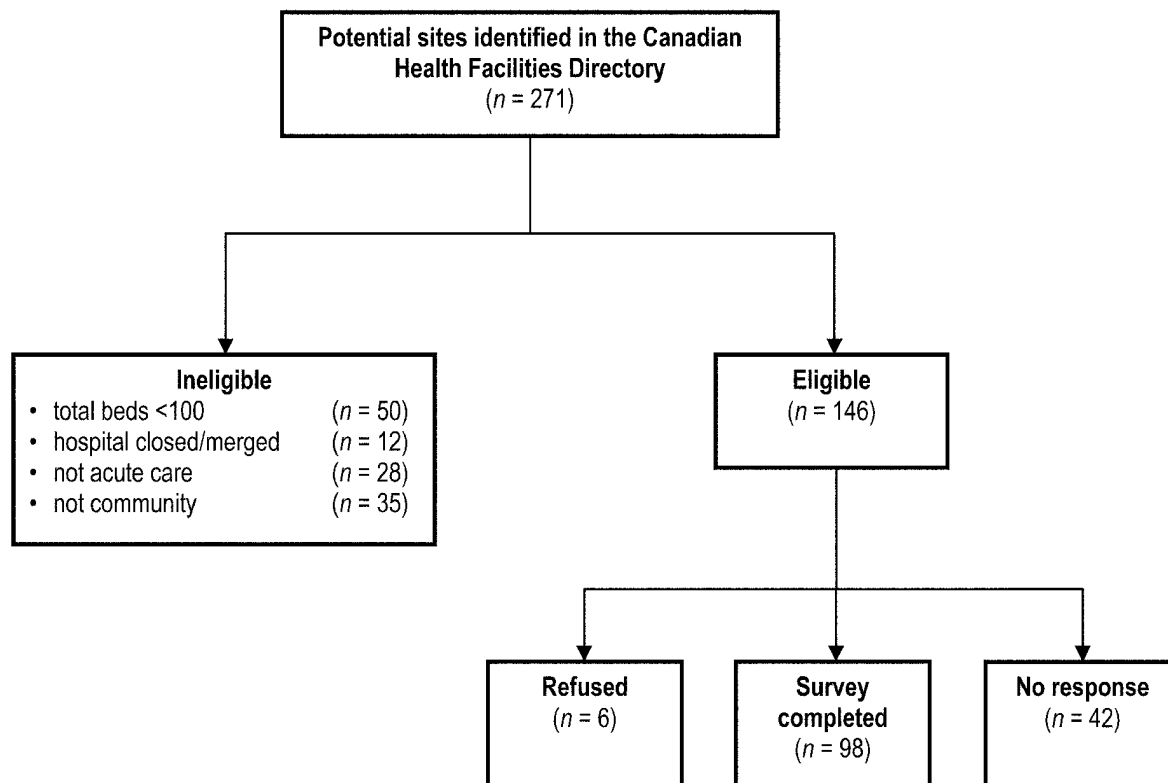 Potential sites identified in the Canadian
Health Facilities Directory
(n = 271)
Ineligible
• total beds <100 (n = 50)
• hospital closed/merged (n = 12)
• not acute care (n = 28)
• not community (n = 35)
Eligible
(n = 146)
Refused
(n = 6)
Survey
completed
(n = 98)
No response
(n = 42)